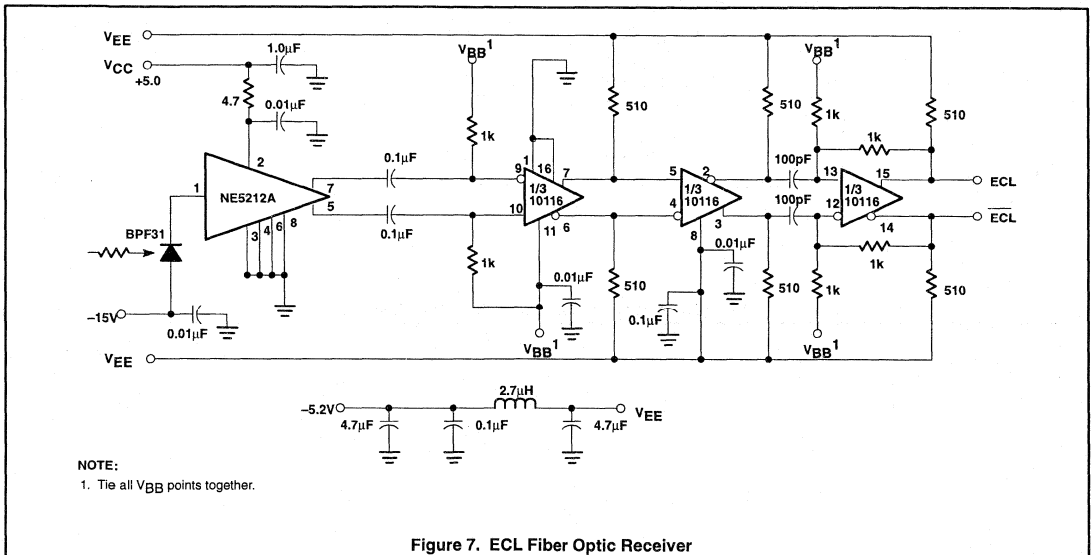 VEE
VCC
+5.0
1.0µF
4.7
0.01µF
VBB1
VBB1
510
510
510
1k
1k
1k
1
2
NE5212A
7
5
3
4
6
8
0.1µF
0.1µF
9
1
16
7
1/3
10116
10
11
6
5
2
1/3
10116
4
8
3
100pF
100pF
13
15
1/3
10116
12
14
ECL
ECL
BPF31
1k
0.01µF
0.01µF
1k
1k
–15V
0.01µF
510
0.1µF
510
510
VEE
VBB1
VBB1
–5.2V
2.7µH
VEE
4.7µF
0.1µF
4.7µF
NOTE:
1. Tie all VBB points together.
Figure 7. ECL Fiber Optic Receiver